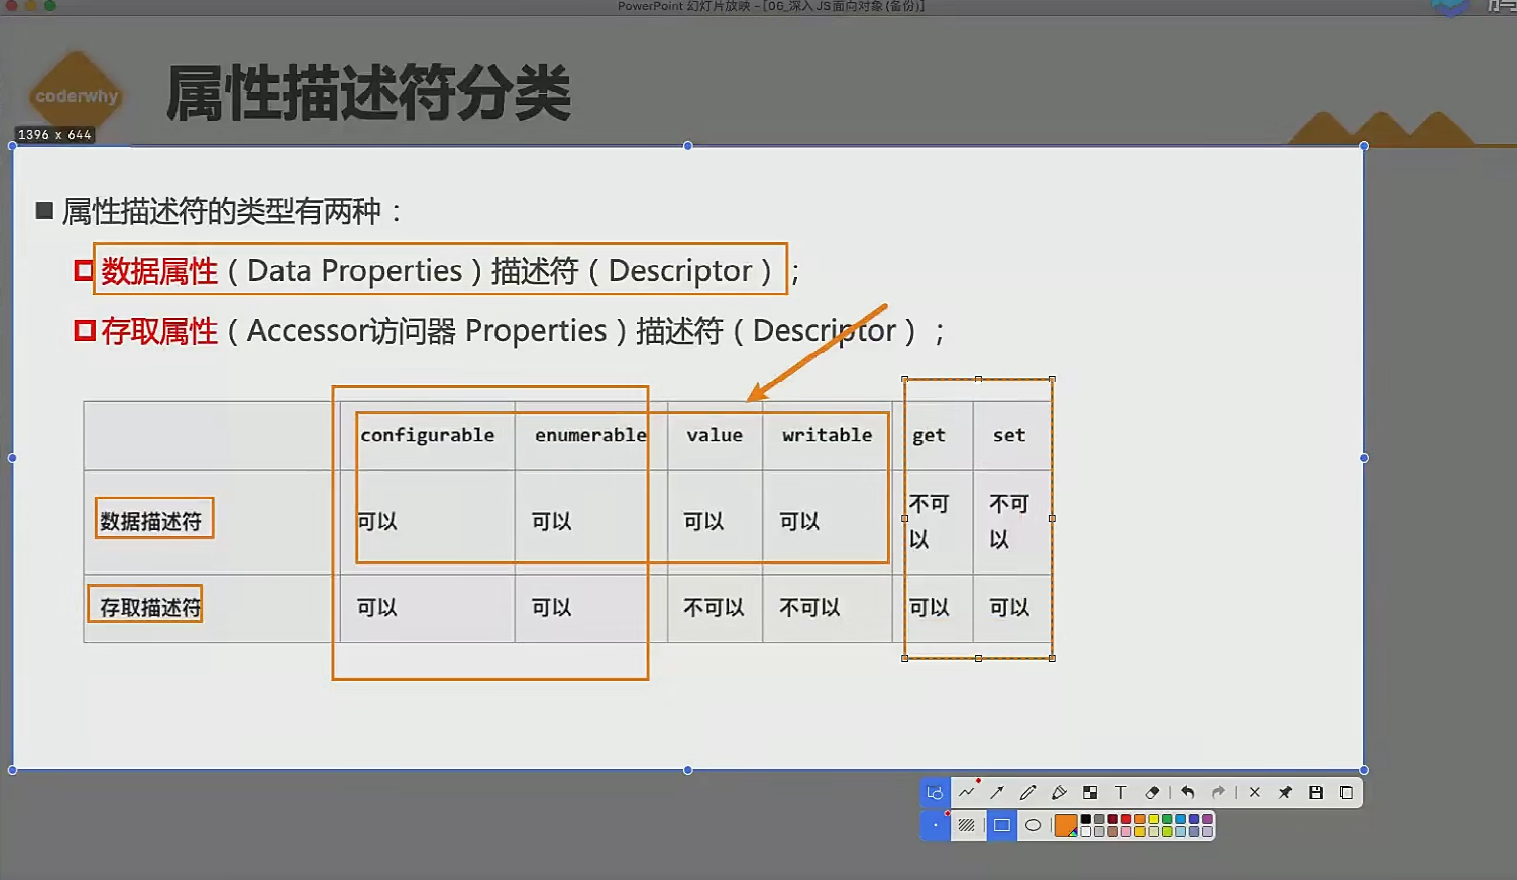 PowerPoint 幻灯片放映 - [06_深入JS面向对象(备份)]
coderwhy
属性描述符分类
1396 x 644
属性描述符的类型有两种：
数据属性（Data Properties）描述符（Descriptor）；
存取属性（Accessor访问器 Properties）描述符（Descriptor）；
configurable enumerable value writable get set
数据描述符 可以 可以 可以 可以 不可以 不可以
存取描述符 可以 可以 不可以 不可以 可以 可以
T